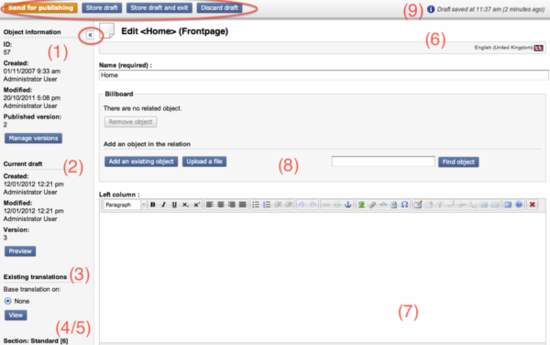 Send for publishing Store draft Store draft and exit Discard draft (9) Draft saved at 11:37 am (2 minutes ago)
Object information «
Edit <Home> (Frontpage) (6)
(1)
ID:
57
English (United Kingdom)
Created:
01/11/2007 9:33 am
Administrator User
Name (required) :
Home
Modified:
20/10/2011 5:08 pm
Administrator User
Published version:
2
Manage versions
Billboard
There are no related object.
Remove object
Add an object in the relation
Add an existing object Upload a file (8) Find object
Current draft (2)
Created:
12/01/2012 12:21 pm
Administrator User
Modified:
12/01/2012 12:21 pm
Administrator User
Version:
3
Preview
Left column :
Paragraph B I U
Existing translations (3)
Base translation on:
None
View
(4/5)
Section: Standard [6]
(7)